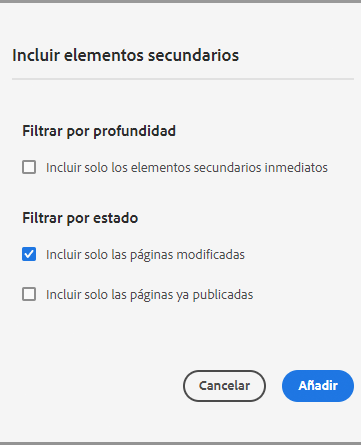 Incluir elementos secundarios
Filtrar por profundidad
Incluir solo los elementos secundarios inmediatos
Filtrar por estado
Incluir solo las páginas modificadas
Incluir solo las páginas ya publicadas
Cancelar
Añadir